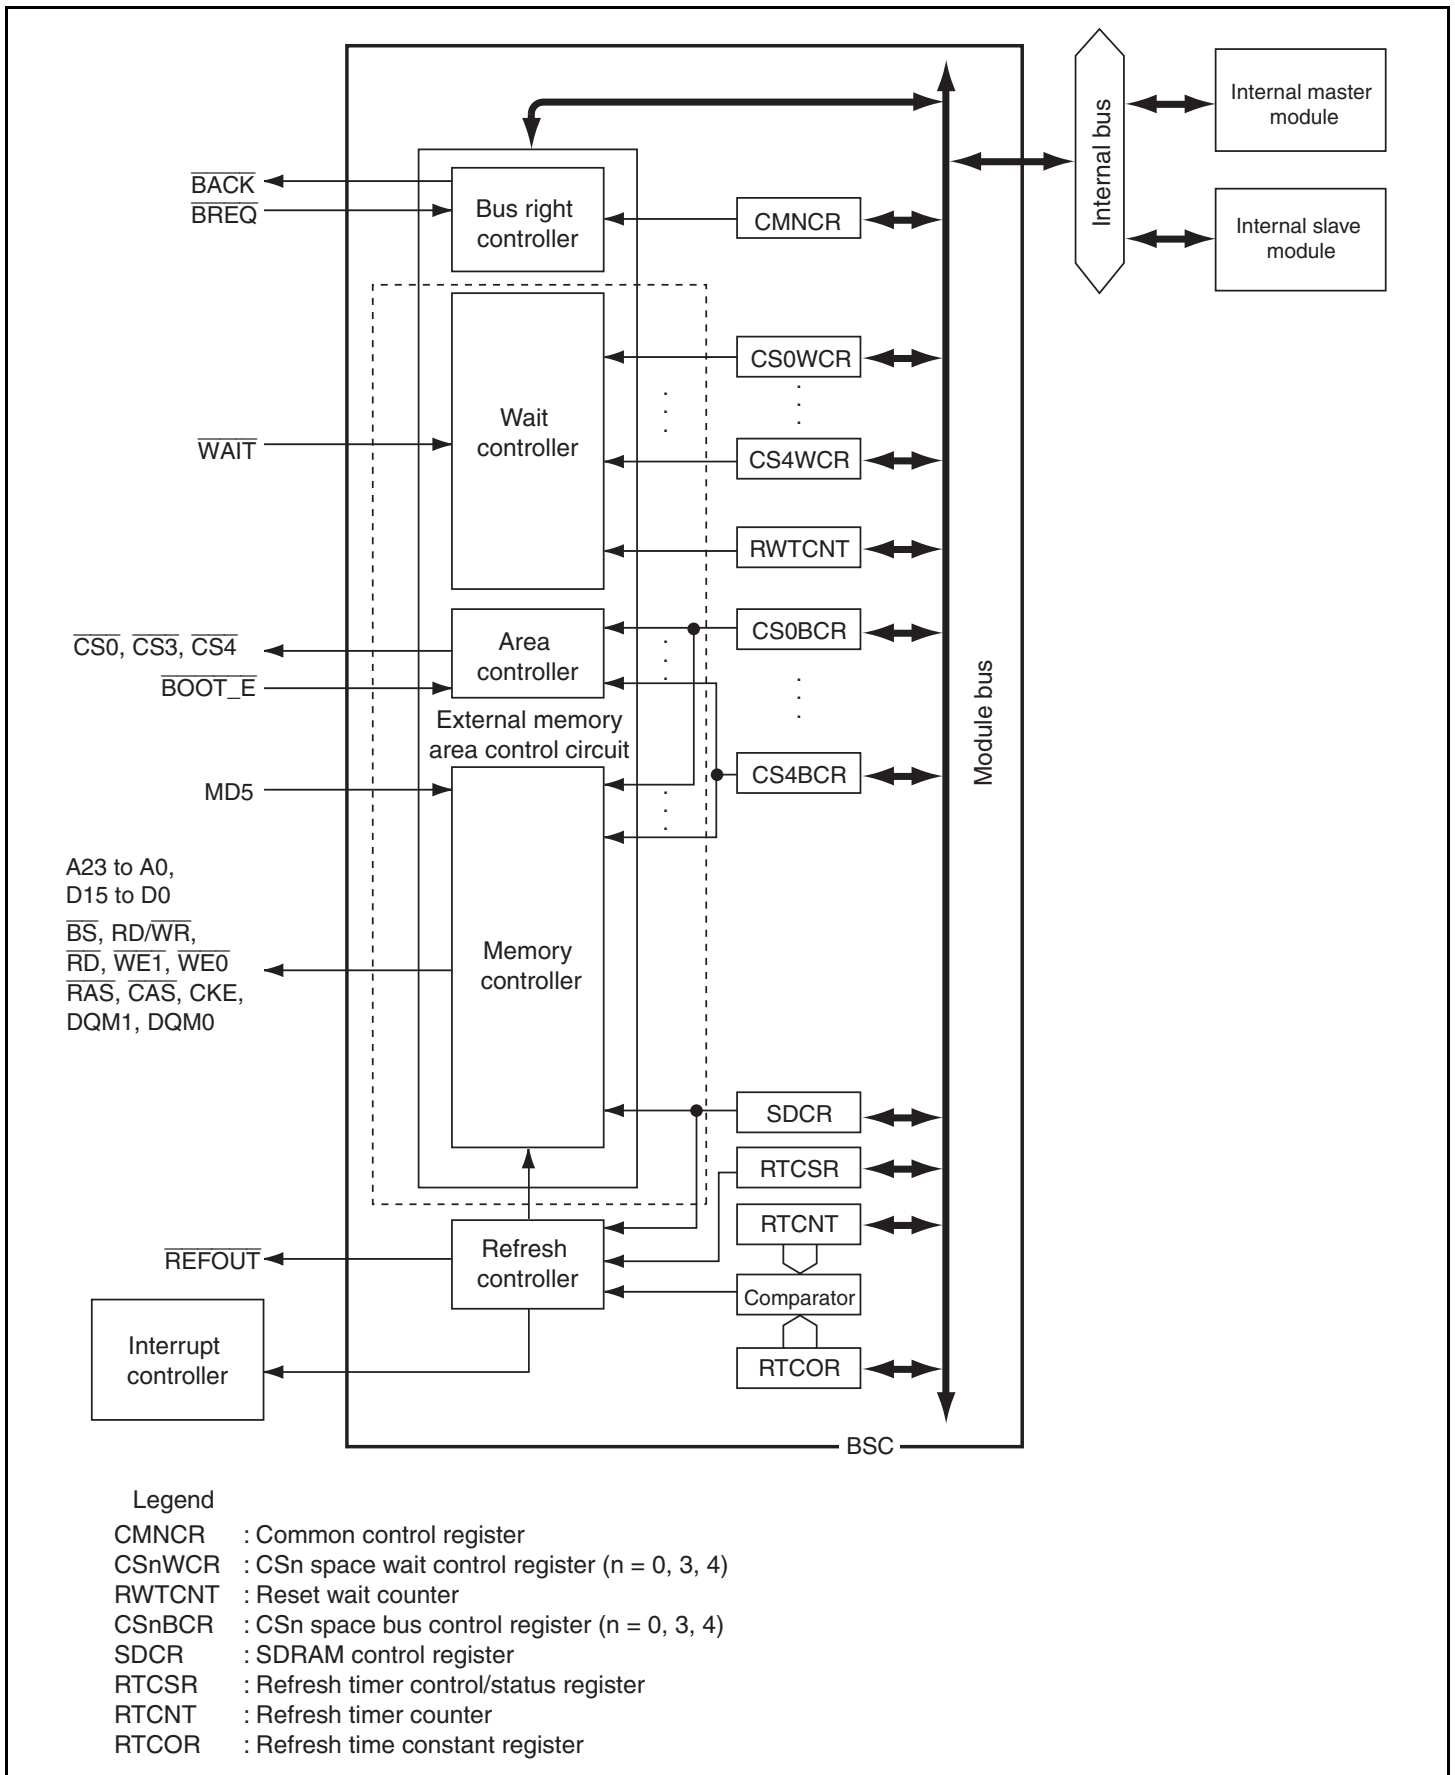 Internal bus
Internal master
module
Internal slave
module
BACK
BREQ
Bus right
controller
CMNCR
CS0WCR
Wait
controller
WAIT
CS4WCR
RWTCNT
CS0BCR
CS0, CS3, CS4
Area
controller
BOOT_E
Module bus
External memory
area control circuit
CS4BCR
MD5
A23 to A0,
D15 to D0
BS, RD/WR,
RD, WE1, WE0
RAS, CAS, CKE,
DQM1, DQM0
Memory
controller
SDCR
RTCSR
RTCNT
REFOUT
Refresh
controller
Comparator
Interrupt
controller
RTCOR
BSC
Legend
CMNCR : Common control register
CSnWCR : CSn space wait control register (n = 0, 3, 4)
RWTCNT : Reset wait counter
CSnBCR : CSn space bus control register (n = 0, 3, 4)
SDCR : SDRAM control register
RTCSR : Refresh timer control/status register
RTCNT : Refresh timer counter
RTCOR : Refresh time constant register